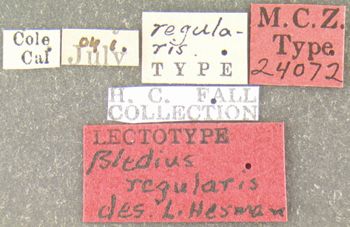 Cole
Cal
July
regula-
ris.
TYPE
M.C.Z.
Type
24072
H. C. FALL
COLLECTION
LECTOTYPE
Bledius
regularis
des. L. Herman